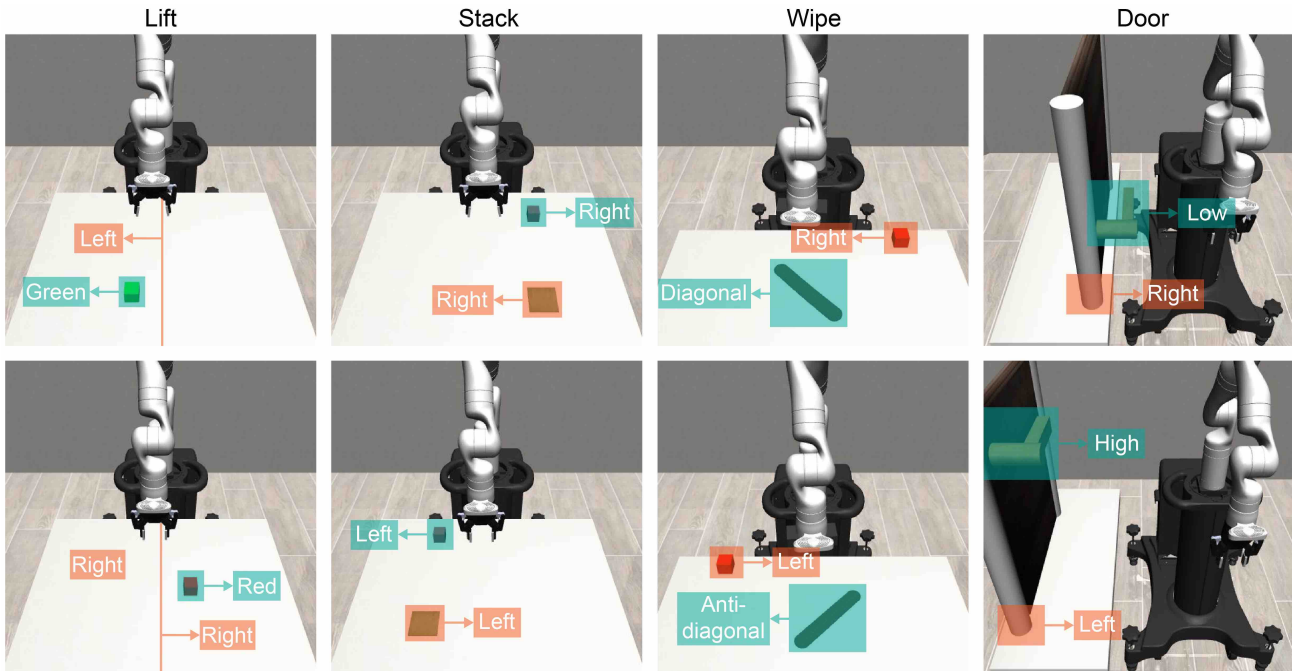 Lift
Stack
Wipe
Door
Left
Green
Right
Right
Right
Diagonal
Low
Right
Right
Red
Right
Left
Left
Left
Anti-
diagonal
High
Left